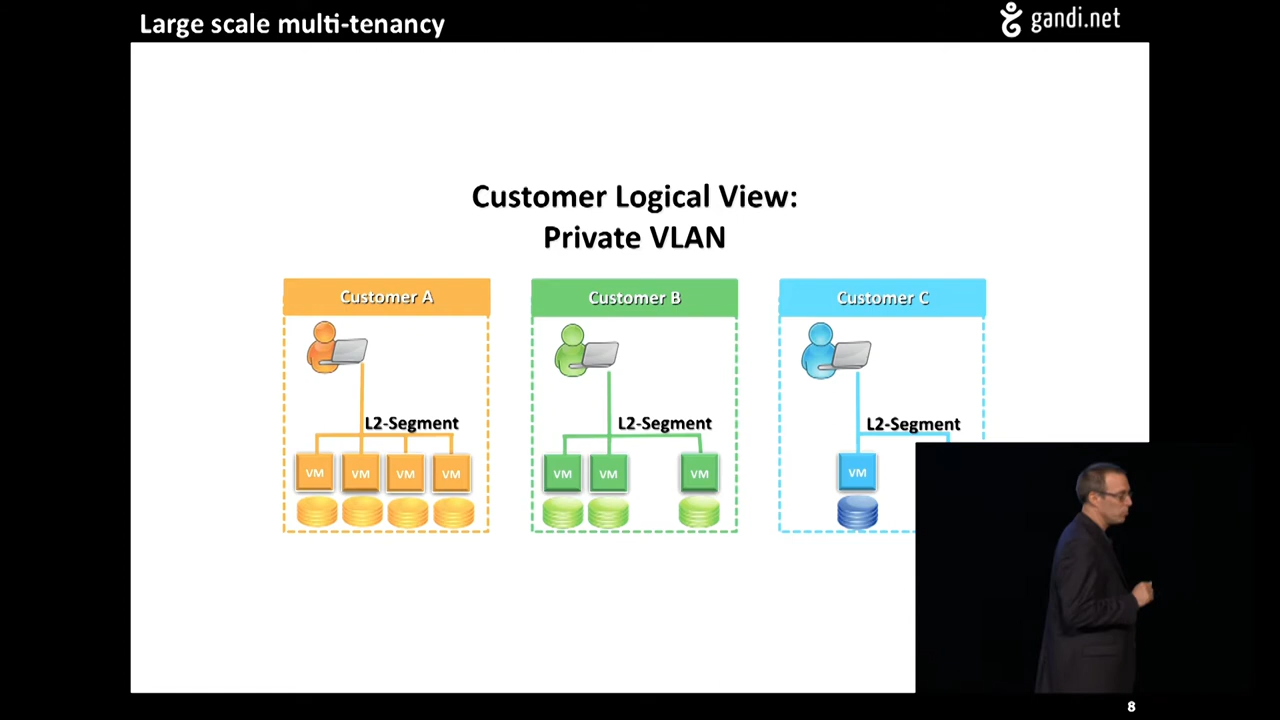 Large scale multi-tenancy
gandi.net
Customer Logical View:
Private VLAN
Customer A
Customer B
Customer C
L2-Segment
L2-Segment
L2-Segment
VM
VM
VM
VM
VM
VM
VM
VM
8